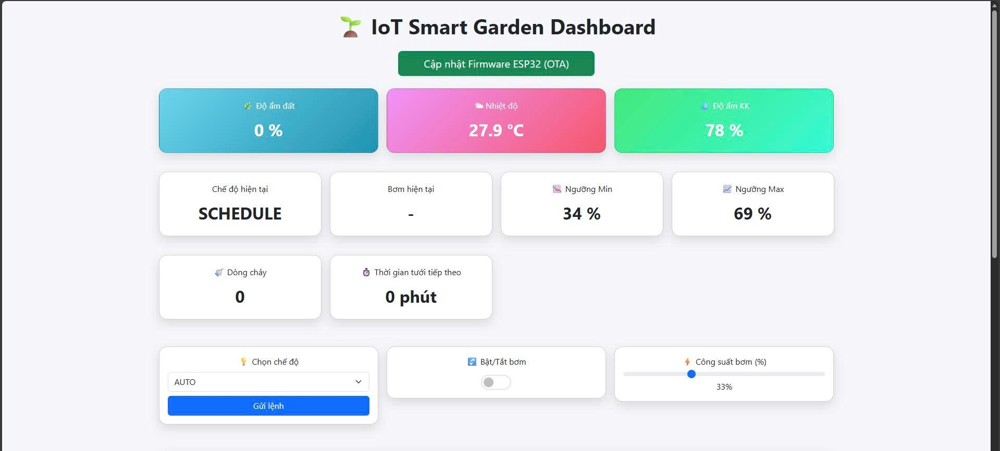 IoT Smart Garden Dashboard
Cập nhật Firmware ESP32 (OTA)
Độ ẩm đất
0 %
Nhiệt độ
27.9 °C
Độ ẩm KK
78 %
Chế độ hiện tại
SCHEDULE
Bơm hiện tại
-
Ngưỡng Min
34 %
Ngưỡng Max
69 %
Dòng chảy
0
Thời gian tưới tiếp theo
0 phút
Chọn chế độ
AUTO
Gửi lệnh
Bật/Tắt bơm
Công suất bơm (%)
33%